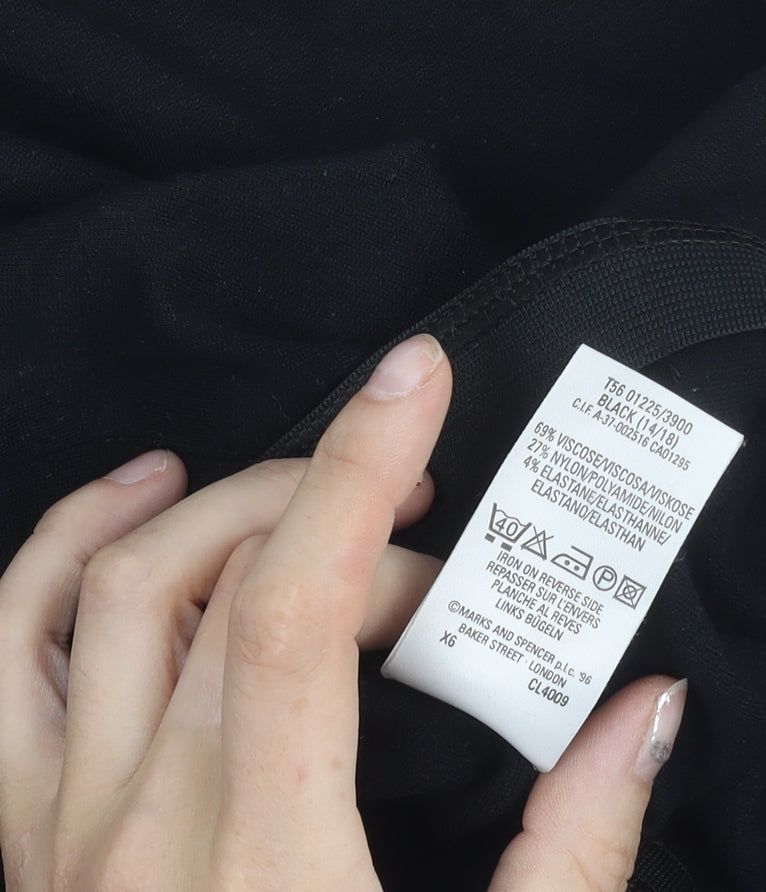 T56 01225/3900
BLACK (14/18)
C.I.F. A-37-002516 CA01295
69% VISCOSE/VISCOSA/VISKOSE
27% NYLON/POLYAMIDE/NILON
4% ELASTANE/ELASTHANNE/
ELASTANO/ELASTHAN
40 P
IRON ON REVERSE SIDE
REPASSER SUR L'ENVERS
PLANCHE AL REVES
LINKS BÜGELN
©MARKS AND SPENCER p.l.c. '96
X6 BAKER STREET · LONDON
CL4009